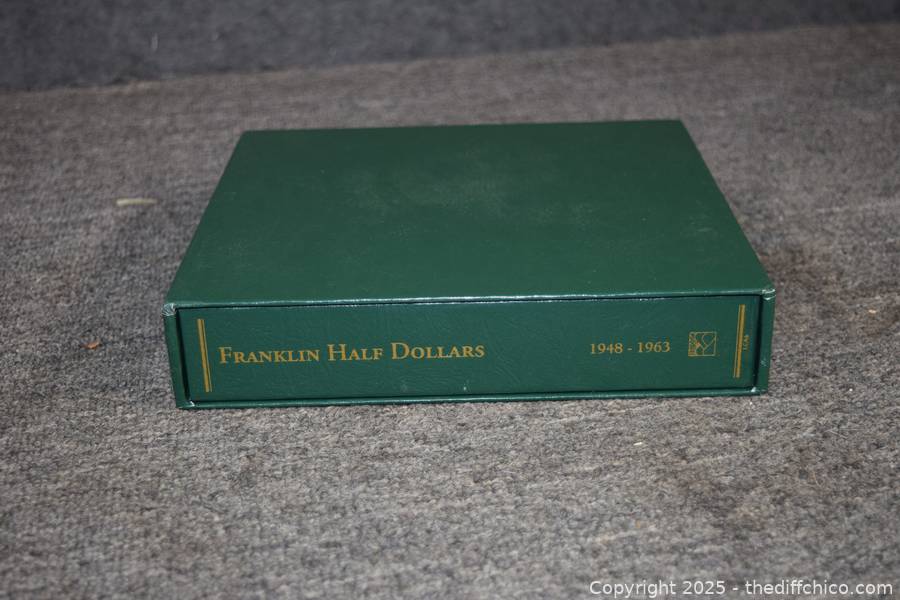 FRANKLIN HALF DOLLARS
1948 - 1963
Copyright 2025 - thediffchico.com